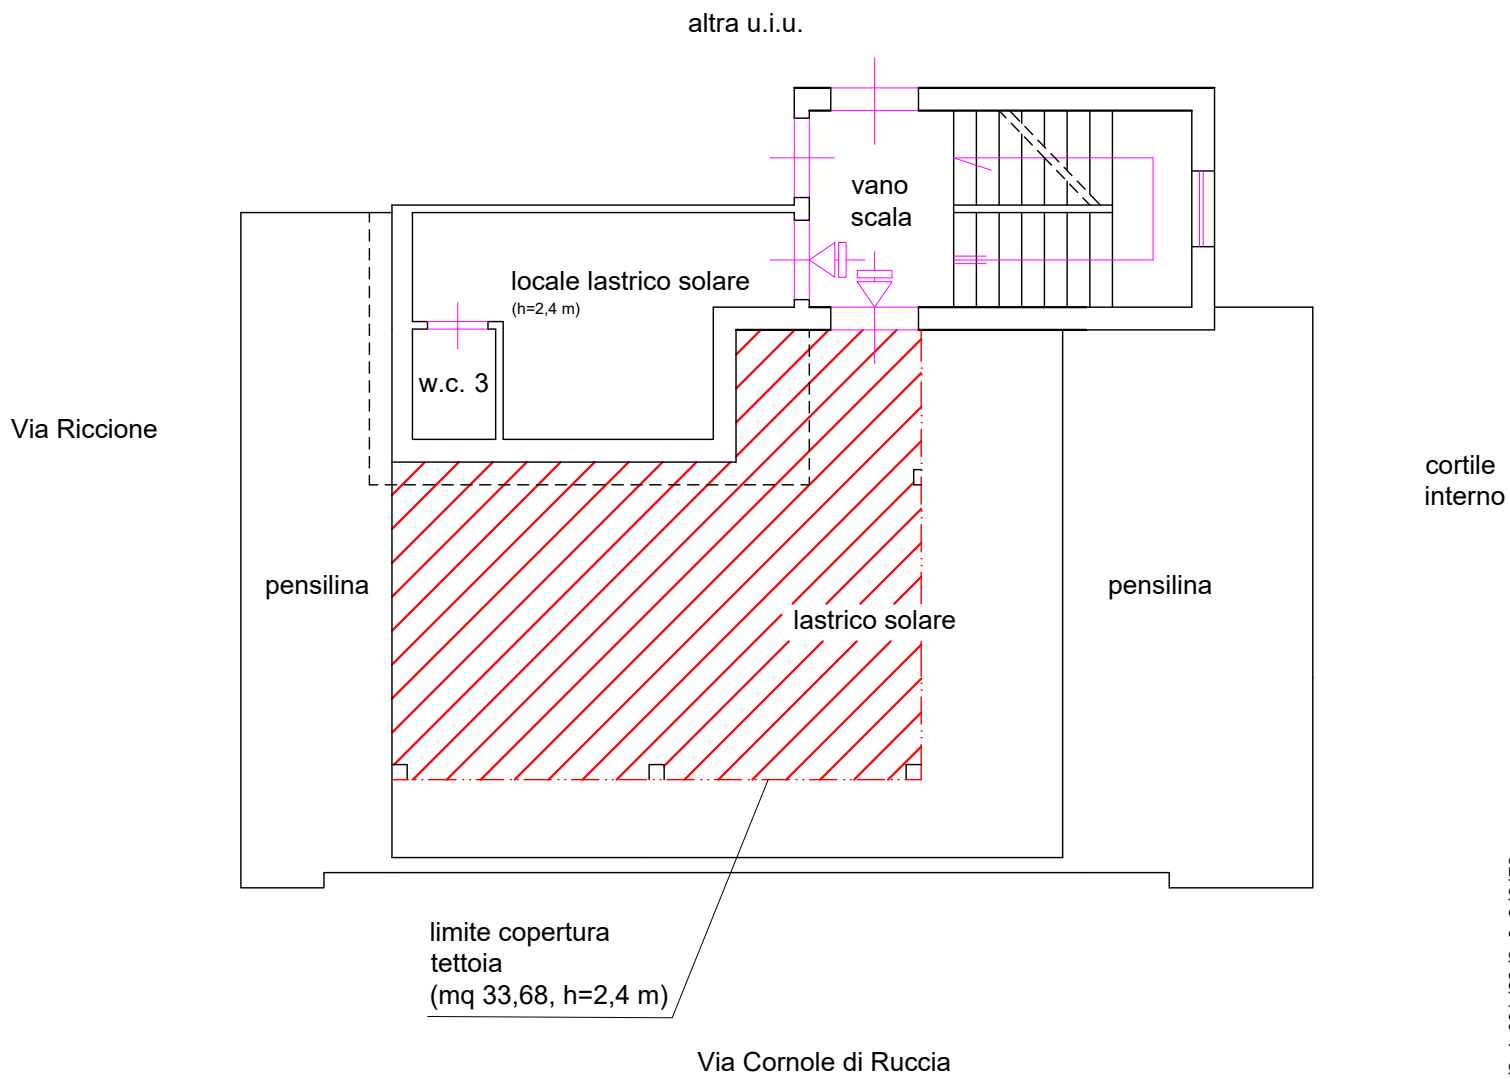 altra u.i.u.
vano
scala
locale lastrico solare
(h=2,4 m)
w.c. 3
Via Riccione
cortile
interno
pensilina
pensilina
lastrico solare
limite copertura
tettoia
(mq 33,68, h=2,4 m)
Via Cornole di Ruccia